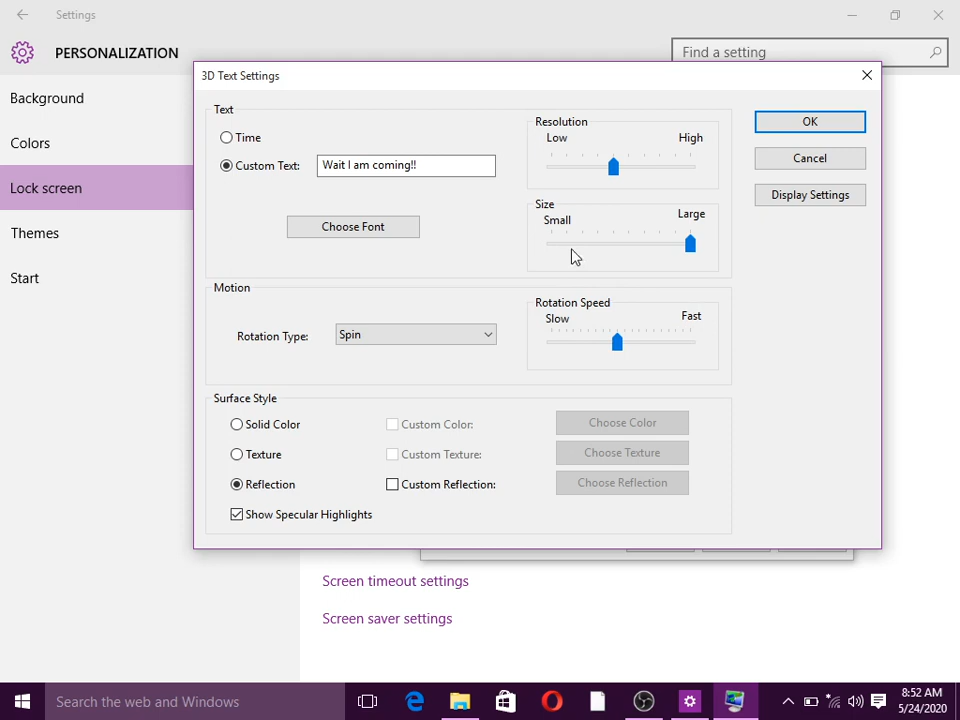 Settings
PERSONALIZATION
Find a setting
Background
Colors
Lock screen
Themes
Start
3D Text Settings
Text
Time
Custom Text:
Wait I am coming!!
Choose Font
Resolution
Low
High
Size
Small
Large
OK
Cancel
Display Settings
Motion
Rotation Type:
Spin
Rotation Speed
Slow
Fast
Surface Style
Solid Color
Custom Color:
Choose Color
Texture
Custom Texture:
Choose Texture
Reflection
Custom Reflection:
Choose Reflection
Show Specular Highlights
Screen timeout settings
Screen saver settings
Search the web and Windows
8:52 AM
5/24/2020